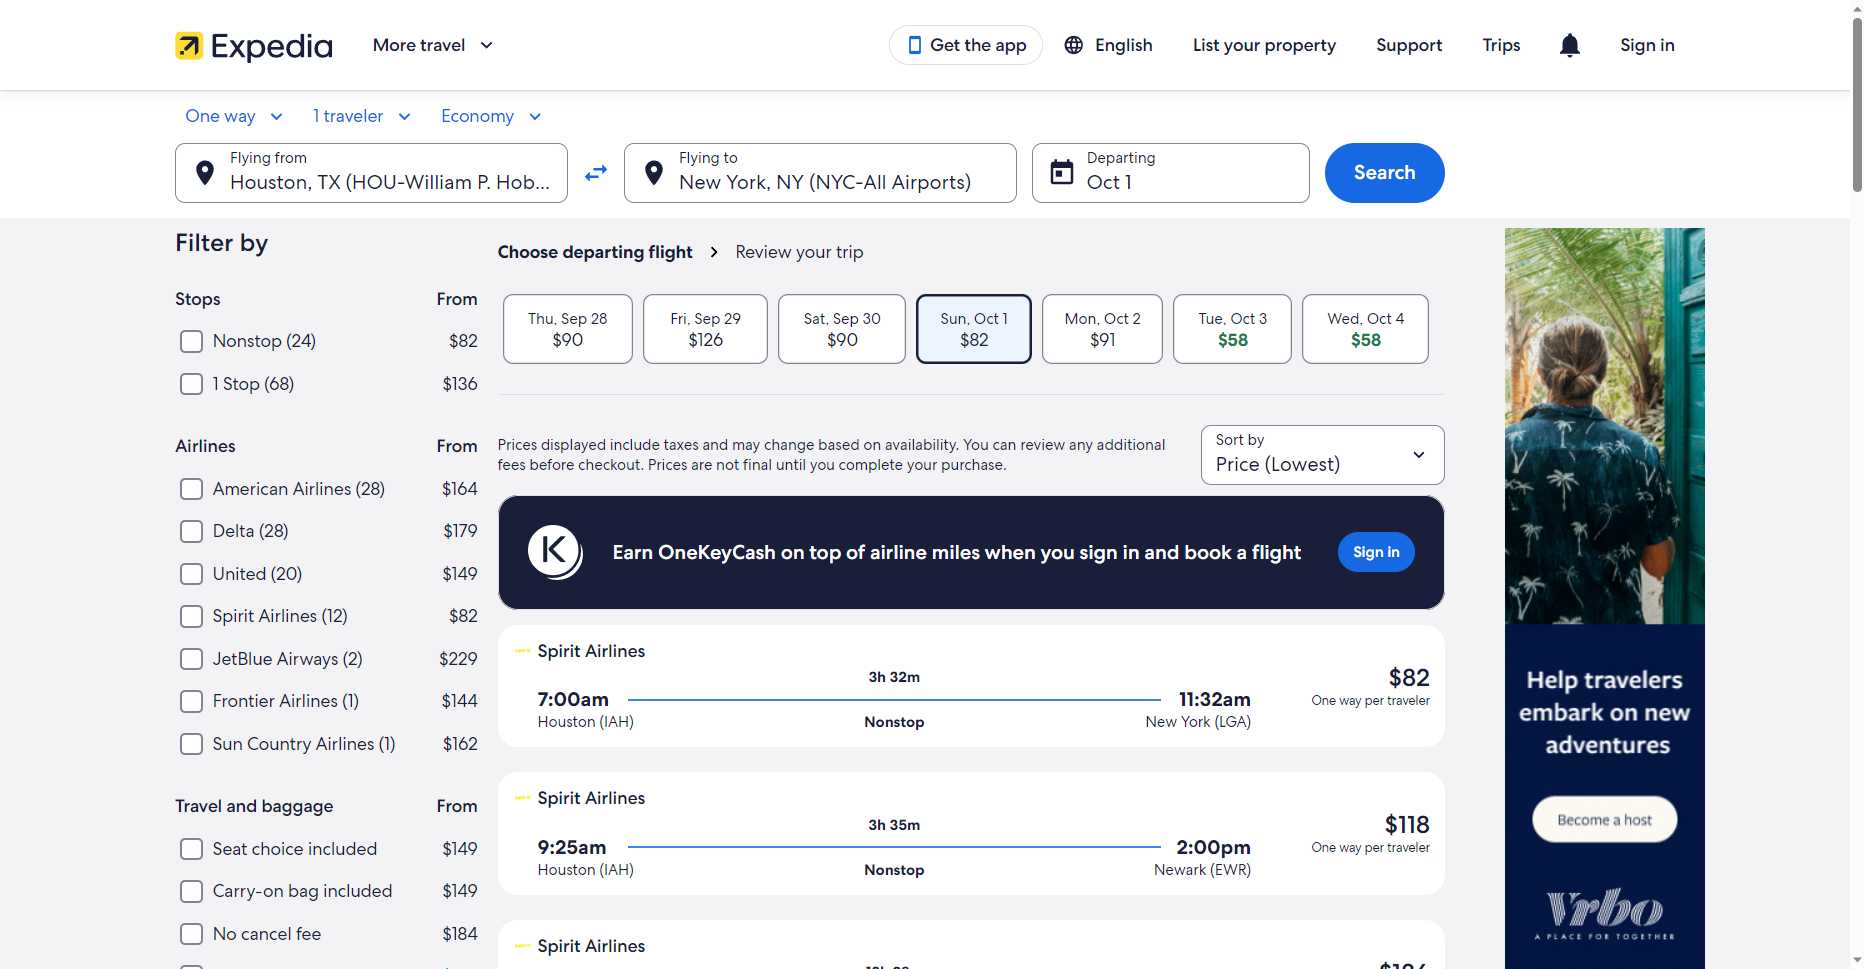 Expedia
More travel
Get the app
English
List your property
Support
Trips
Sign in
One way
1 traveler
Economy
Flying from
Houston, TX (HOU-William P. Hob...
Flying to
New York, NY (NYC-All Airports)
Departing
Oct 1
Search
Filter by
Stops From
Nonstop (24) $82
1 Stop (68) $136
Airlines From
American Airlines (28) $164
Delta (28) $179
United (20) $149
Spirit Airlines (12) $82
JetBlue Airways (2) $229
Frontier Airlines (1) $144
Sun Country Airlines (1) $162
Travel and baggage From
Seat choice included $149
Carry-on bag included $149
No cancel fee $184
Choose departing flight
Review your trip
Thu, Sep 28
$90
Fri, Sep 29
$126
Sat, Sep 30
$90
Sun, Oct 1
$82
Mon, Oct 2
$91
Tue, Oct 3
$58
Wed, Oct 4
$58
Prices displayed include taxes and may change based on availability. You can review any additional
fees before checkout. Prices are not final until you complete your purchase.
Sort by
Price (Lowest)
K
Earn OneKeyCash on top of airline miles when you sign in and book a flight
Sign in
Spirit Airlines
3h 32m
$82
7:00am
11:32am
One way per traveler
Houston (IAH)
Nonstop
New York (LGA)
Spirit Airlines
3h 35m
$118
9:25am
2:00pm
One way per traveler
Houston (IAH)
Nonstop
Newark (EWR)
Spirit Airlines
Help travelers
embark on new
adventures
Become a host
Vrbo
A PLACE FOR TOGETHER